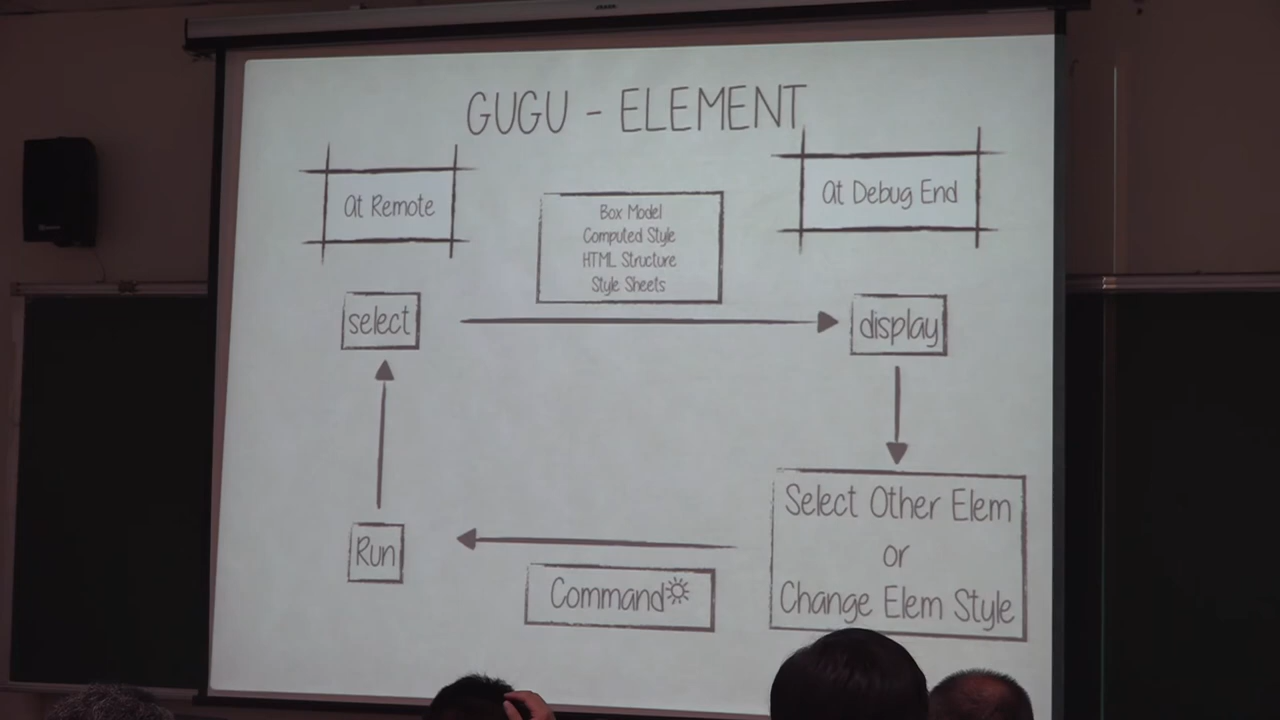 GUGU - ELEMENT
At Remote
At Debug End
Box Model
Computed Style
HTML Structure
Style Sheets
select
display
Select Other Elem
or
Change Elem Style
Command
Run